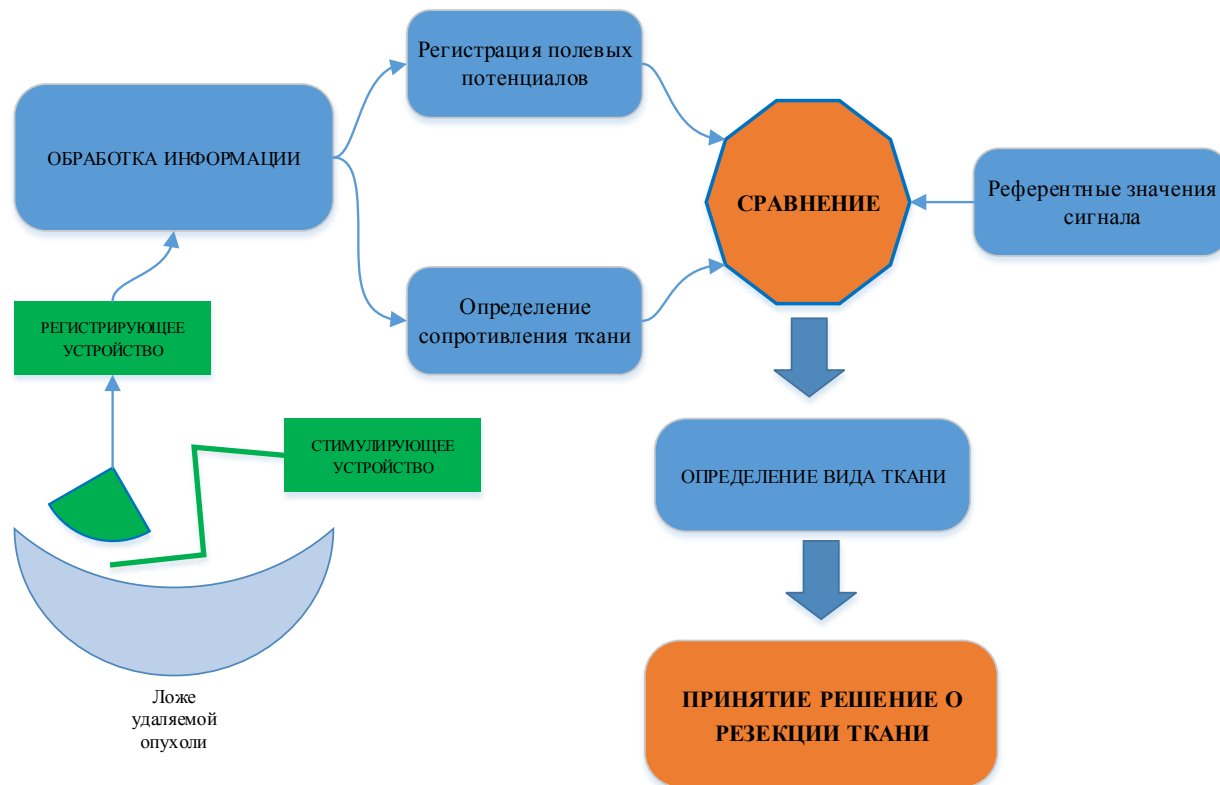 Регистрация полевых
потенциалов
ОБРАБОТКА ИНФОРМАЦИИ
СРАВНЕНИЕ
Референтные значения
сигнала
Определение
сопротивления ткани
РЕГИСТРИРУЮЩЕЕ
УСТРОЙСТВО
СТИМУЛИРУЮЩЕЕ
УСТРОЙСТВО
ОПРЕДЕЛЕНИЕ ВИДА ТКАНИ
Ложе
удаляемой
опухоли
ПРИНЯТИЕ РЕШЕНИЕ О
РЕЗЕКЦИИ ТКАНИ